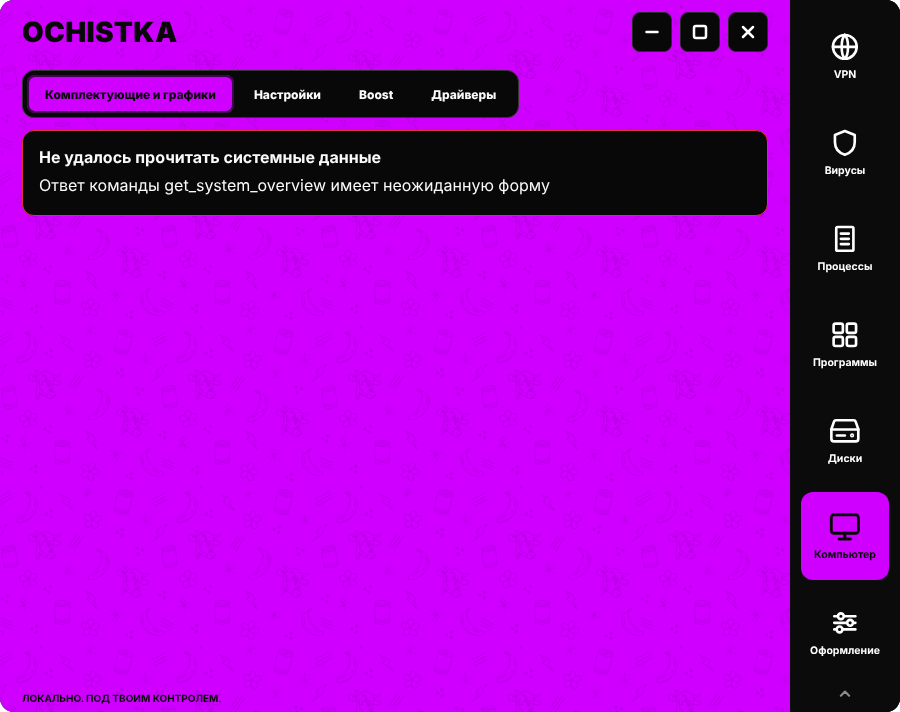 OCHISTKA
Комплектующие и графики
Настройки
Boost
Драйверы
Не удалось прочитать системные данные
Ответ команды get_system_overview имеет неожиданную форму
VPN
Вирусы
Процессы
Программы
Диски
Компьютер
Оформление
ЛОКАЛЬНО. ПОД ТВОИМ КОНТРОЛЕМ.